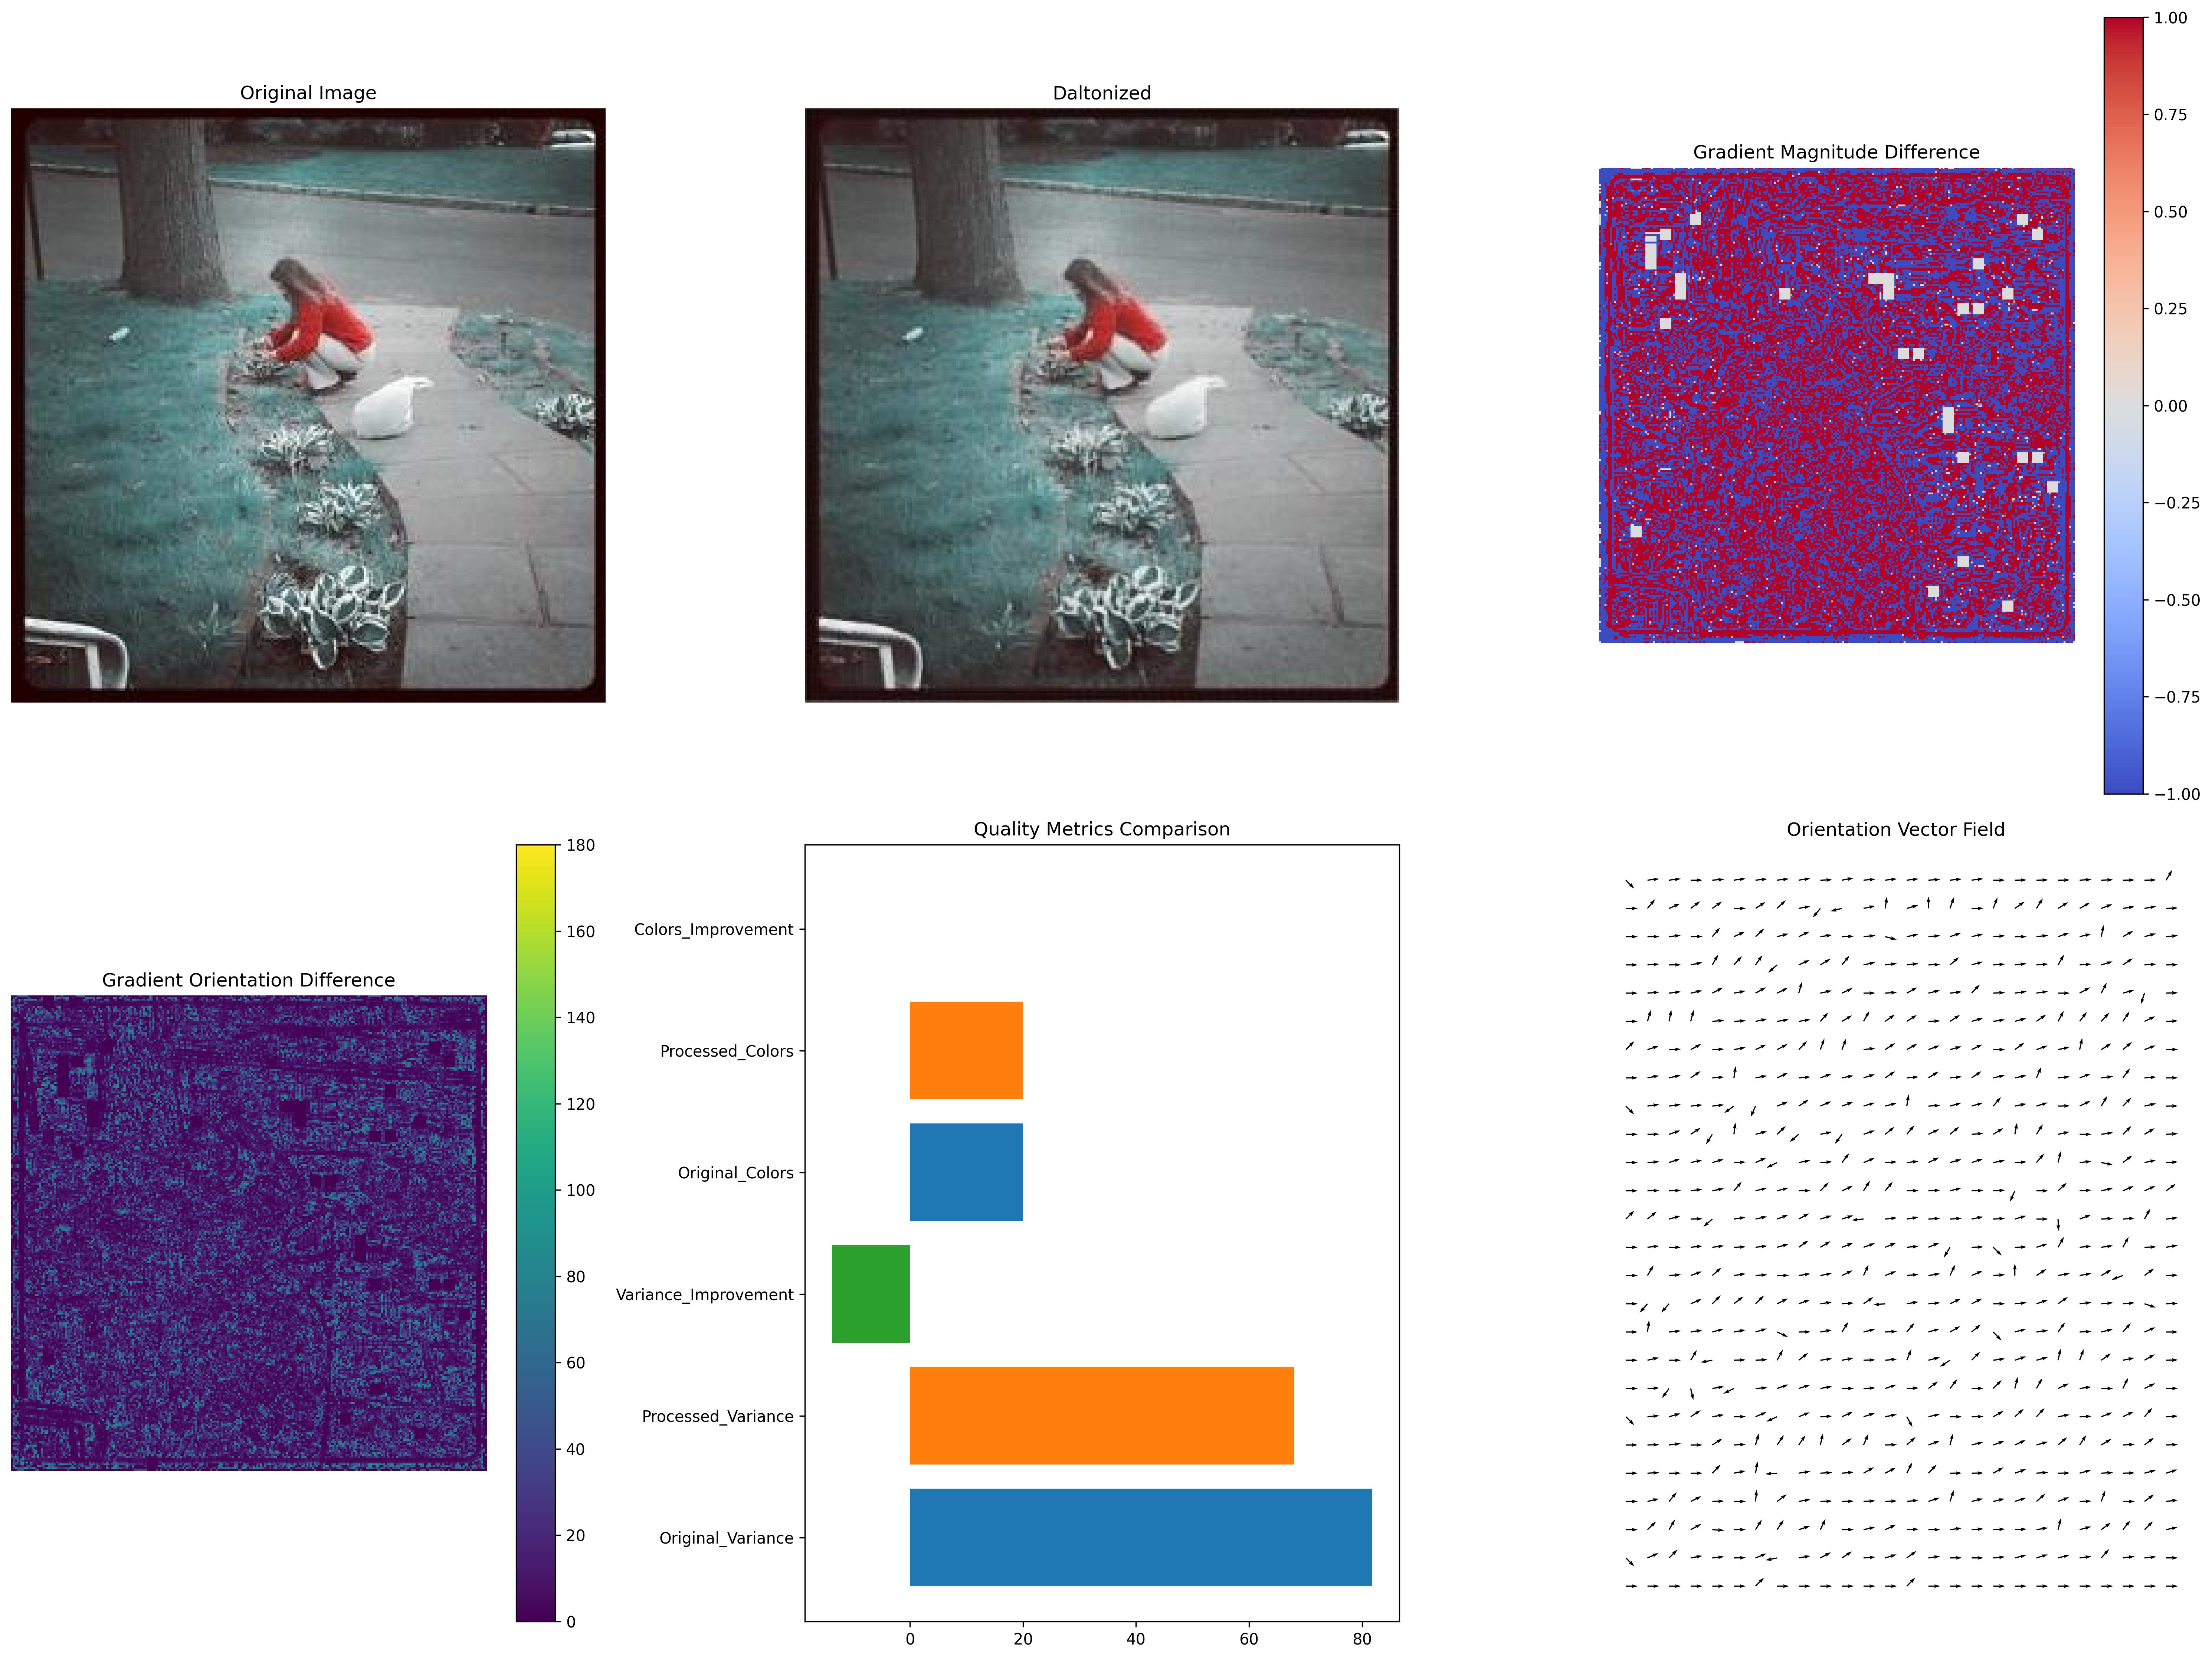 Original Image
Daltonized
Gradient Magnitude Difference
1.00
0.75
0.50
0.25
0.00
−0.25
−0.50
−0.75
−1.00
Gradient Orientation Difference
180
160
140
120
100
80
60
40
20
0
Quality Metrics Comparison
Colors_Improvement
Processed_Colors
Original_Colors
Variance_Improvement
Processed_Variance
Original_Variance
0 20 40 60 80
Orientation Vector Field